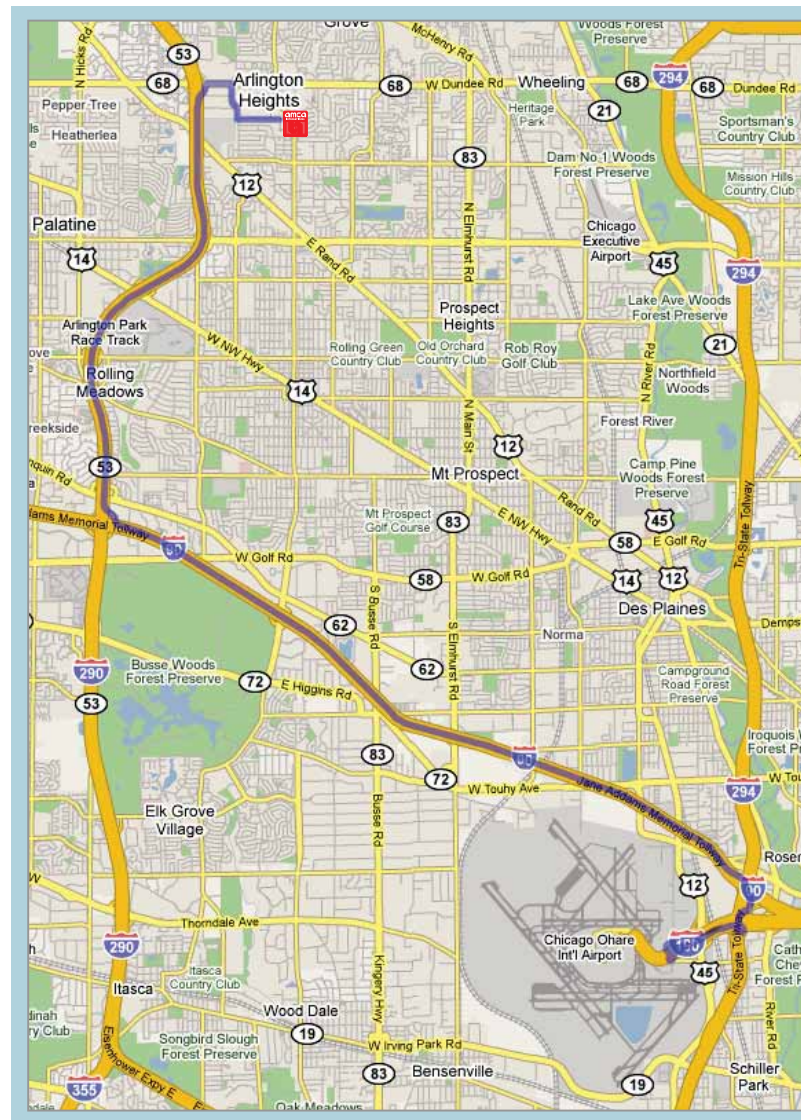 Grove
Woods Forest
Preserve
N Hicks Rd
53
McHenry Rd
294
68
Arlington
Heights
68
W Dundee Rd
Wheeling
68
68
Dundee Rd
Pepper Tree
amca
Heritage
Park
21
Sportsman's
Country Club
Heatherlea
83
Dam No 1 Woods
Forest Preserve
Mission Hills
Country Club
12
N Elmhurst Rd
Palatine
Chicago
Executive
Airport
14
E Rand Rd
45
294
Lake Ave Woods
Forest Preserve
Prospect
Heights
Arlington Park
Race Track
W NW Hwy
Rolling Green
Country Club
Old Orchard
Country Club
Rob Roy
Golf Club
21
N River Rd
Rolling
Meadows
14
Northfield
Woods
N Main St
Forest River
12
53
Mt Prospect
Camp Pine
Woods Forest
Preserve
Rand Rd
E NW Hwy
Mt Prospect
Golf Course
83
45
Tri-State Tollway
90
W Golf Rd
58
E Golf Rd
58
W Golf Rd
14
12
S Busse Rd
Des Plaines
62
S Elmhurst Rd
Norma
290
Busse Woods
Forest Preserve
72
E Higgins Rd
62
Campground
Road Forest
Preserve
53
83
90
72
W Touhy Ave
Jane Addams Memorial Tollway
294
Elk Grove
Village
Busse Rd
12
90
Thorndale Ave
290
Chicago Ohare
Int'l Airport
190
Tri-State Tollway
45
Itasca
Itasca
Country Club
Kingery Hwy
River Rd
Wood Dale
19
Songbird Slough
Forest Preserve
W Irving Park Rd
Eisenhower Expy E
83
Bensenville
19
Schiller
Park
355
Oak Meadows